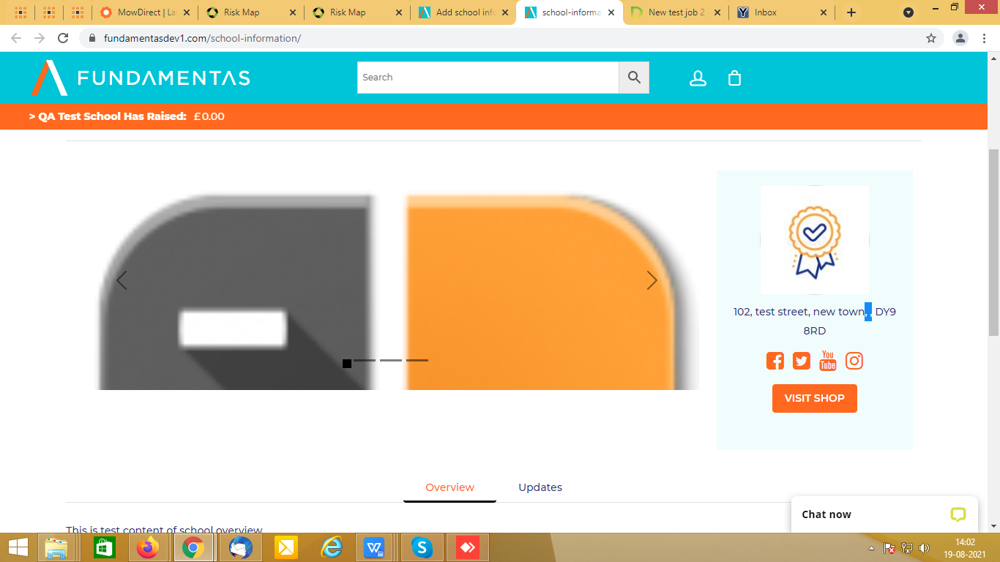 MowDirect | La
Risk Map
Risk Map
Add school info
school-informa
New test job 2
Inbox
fundamentasdev1.com/school-information/
FUNDAMENTAS
Search
> QA Test School Has Raised: £0.00
102, test street, new town, , DY9
8RD
You
Tube
VISIT SHOP
Overview
Updates
This is test content of school overview
Chat now
14:02
19-08-2021